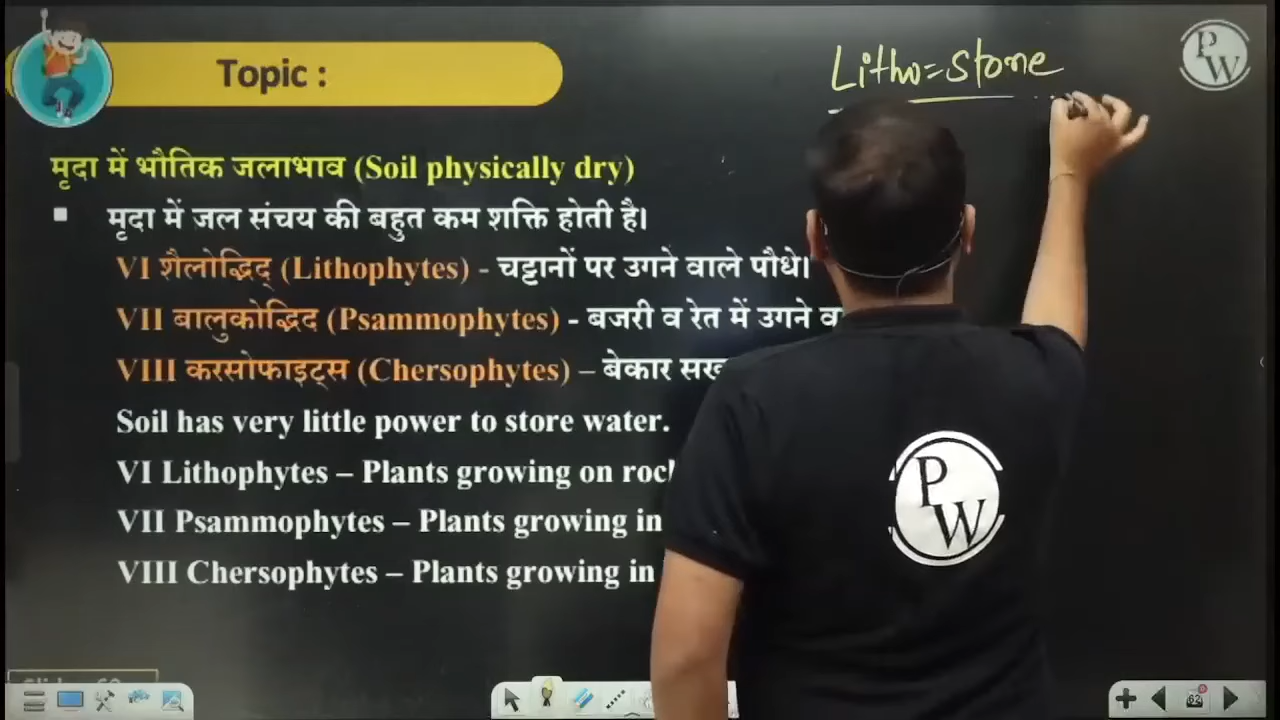 Topic :
Litho=Stone
P
W
मृदा में भौतिक जलाभाव (Soil physically dry)
मृदा में जल संचय की बहुत कम शक्ति होती है।
VI शैलोद्भिद् (Lithophytes) - चट्टानों पर उगने वाले पौधे।
VII बालुकोद्भिद (Psammophytes) - बजरी व रेत में उगने
VIII करसोफाइट्स (Chersophytes) – बेकार
Soil has very little power to store water.
VI Lithophytes – Plants growing on
VII Psammophytes – Plants growing in
VIII Chersophytes – Plants growing in
P
W
62